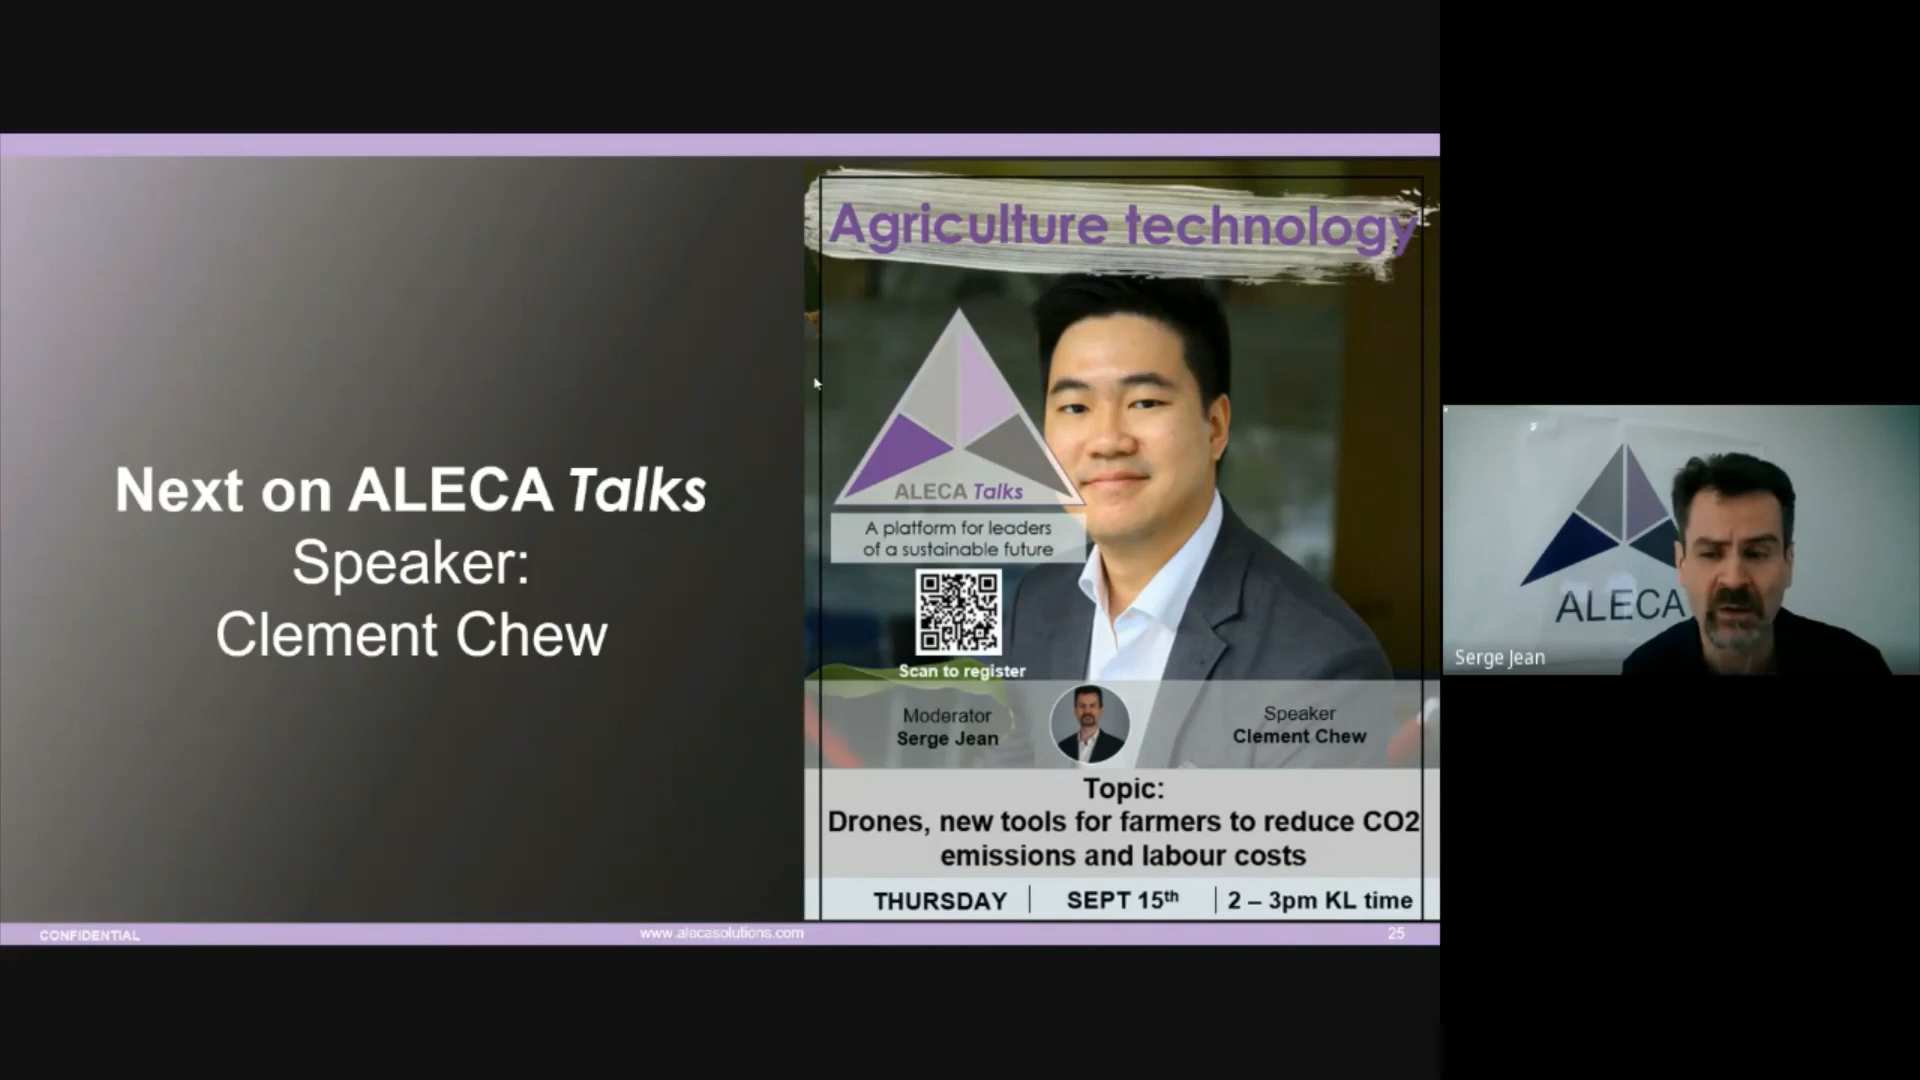 Next on ALECA Talks
Speaker:
Clement Chew
Agriculture technology
ALECA Talks
A platform for leaders
of a sustainable future
Scan to register
Moderator
Serge Jean
Speaker
Clement Chew
Topic:
Drones, new tools for farmers to reduce CO2
emissions and labour costs
THURSDAY
SEPT 15th
2 – 3pm KL time
CONFIDENTIAL
www.alecasolutions.com
25
ALECA
Serge Jean